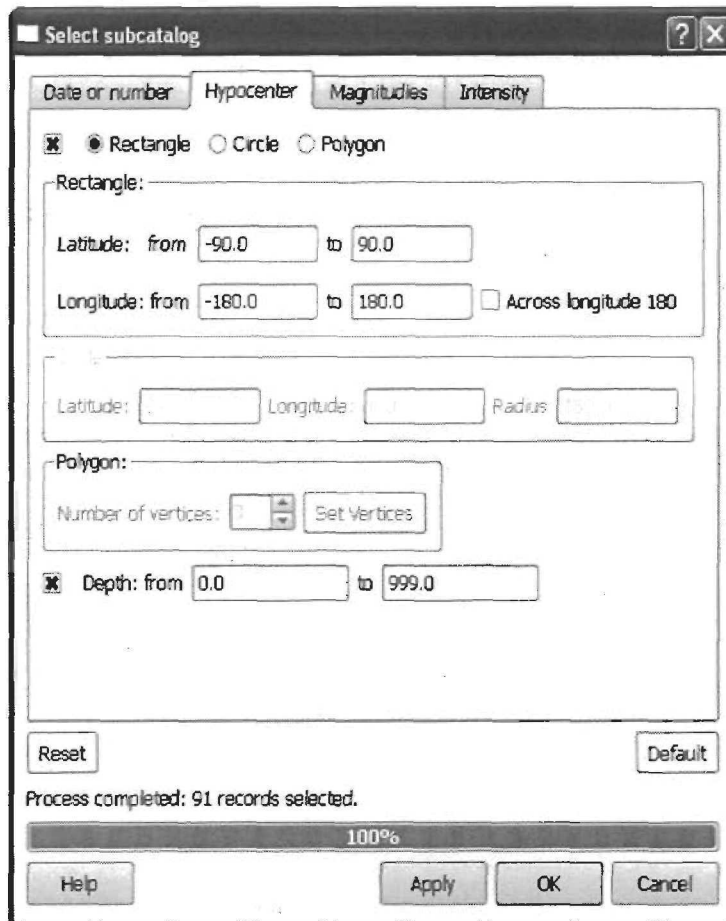 Select subcatalog
? X
Date or number Hypocenter Magnitudies Intensity
Rectangle Circle Polygon
Rectangle:
Latitude: from -90.0 to 90.0
Longitude: from -180.0 to 180.0 Across longitude 180
Latitude: Longitude: Radius
Polygon:
Number of vertices: Set Vertices
Depth: from 0.0 to 999.0
Reset Default
Process completed: 91 records selected.
100%
Help Apply OK Cancel